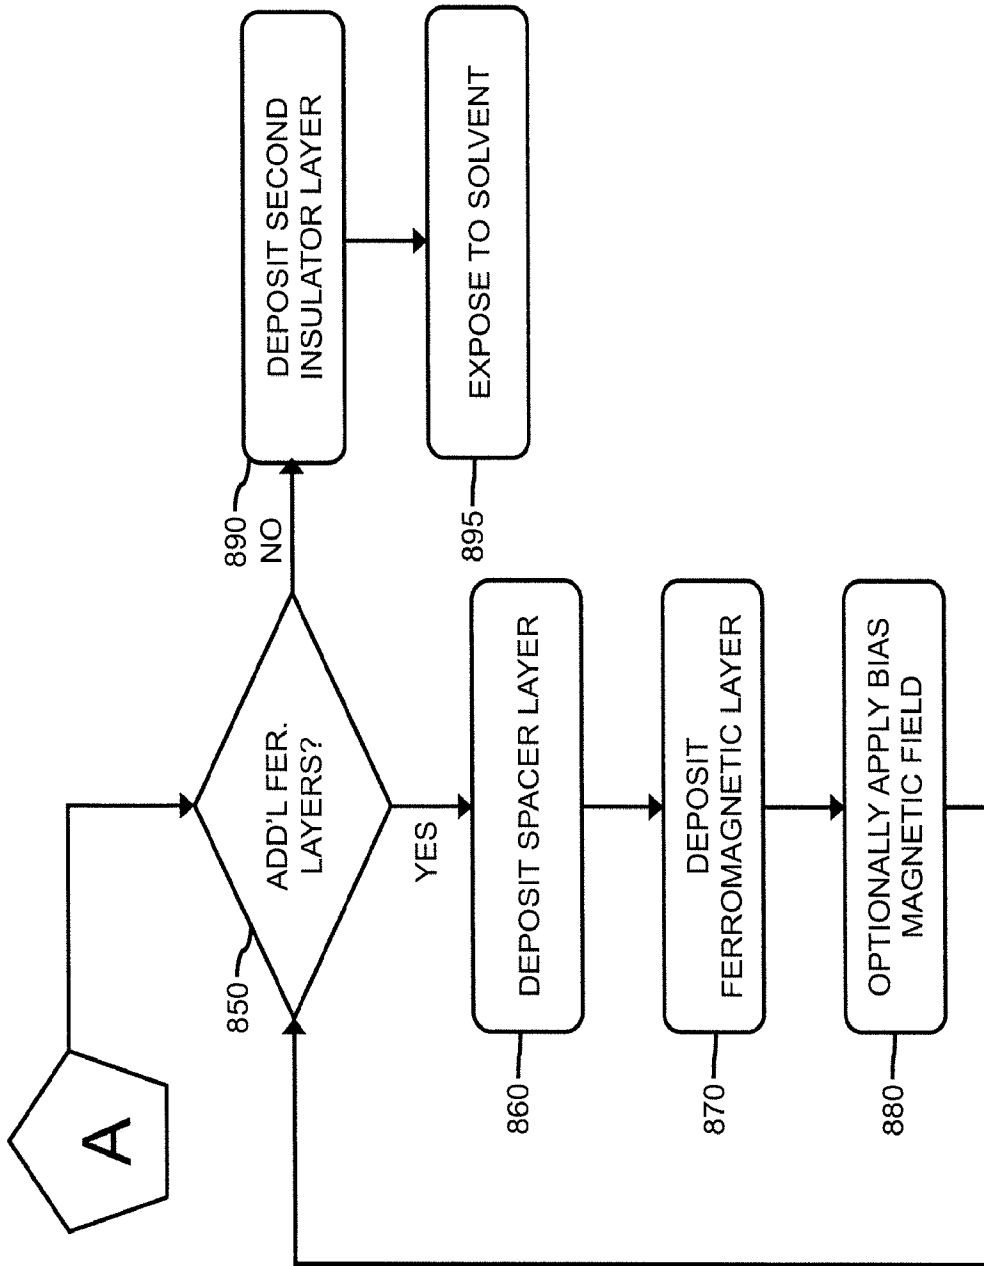 A
850
ADD'L FER.
LAYERS?
YES
860
DEPOSIT SPACER LAYER
870
DEPOSIT
FERROMAGNETIC LAYER
880
OPTIONALLY APPLY BIAS
MAGNETIC FIELD
NO
890
DEPOSIT SECOND
INSULATOR LAYER
895
EXPOSE TO SOLVENT